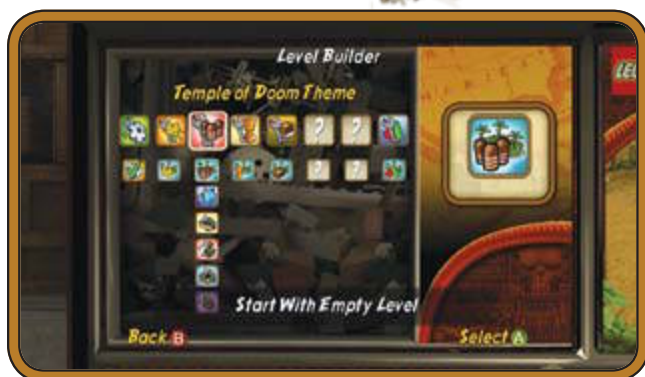 Level Builder
Temple of Doom Theme
? ?
? ?
Start With Empty Level
Back B
Select A